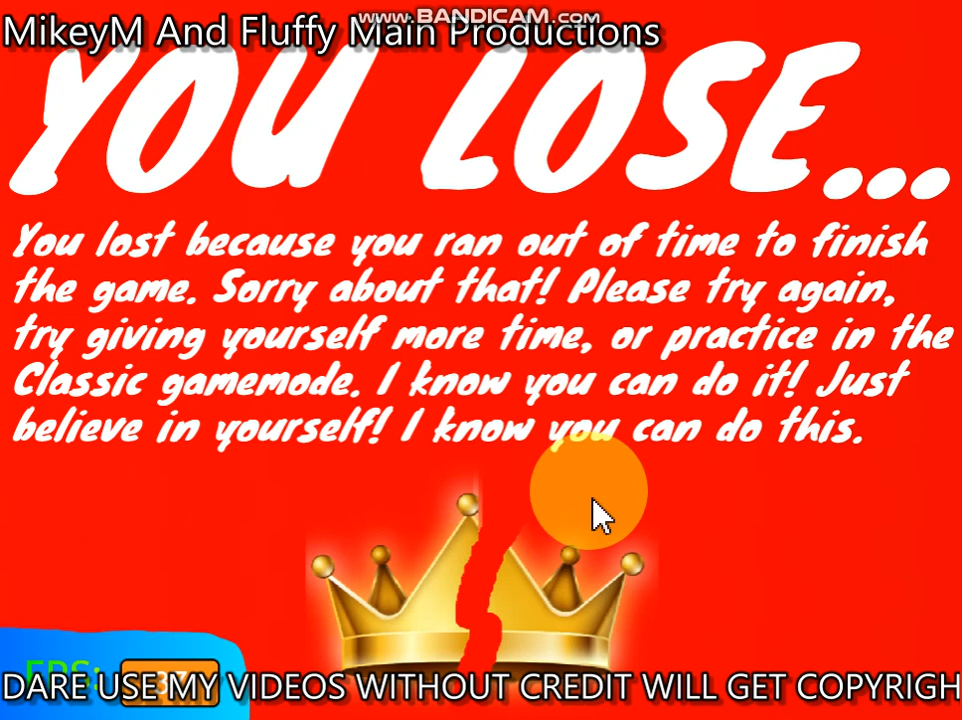 www.BANDICAM.com
MikeyM And Fluffy Main Productions
YOU LOSE...
You lost because you ran out of time to finish
the game. Sorry about that! Please try again,
try giving yourself more time, or practice in the
Classic gamemode. I know you can do it! Just
believe in yourself! I know you can do this.
FPS:
DARE USE MY VIDEOS WITHOUT CREDIT WILL GET COPYRIGH